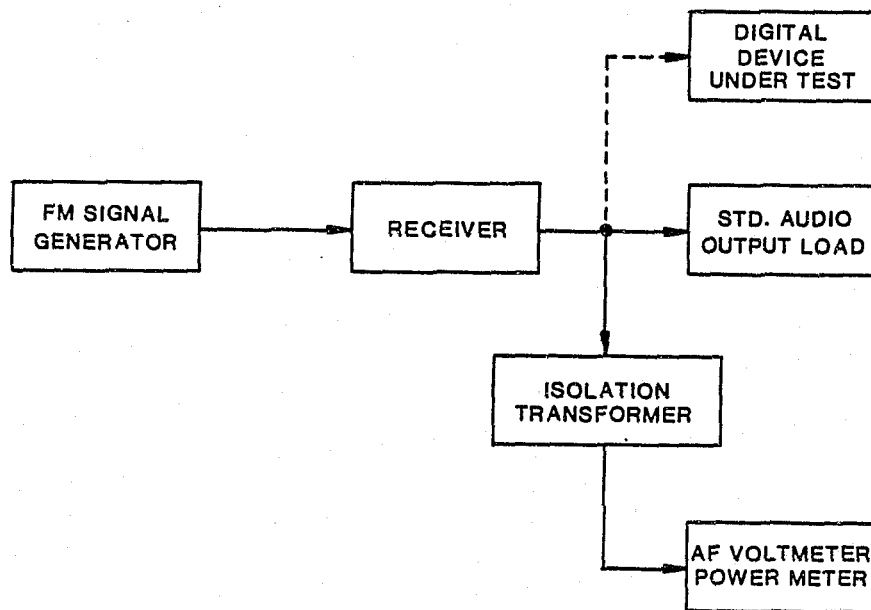 DIGITAL
DEVICE
UNDER TEST
FM SIGNAL
GENERATOR
RECEIVER
STD. AUDIO
OUTPUT LOAD
ISOLATION
TRANSFORMER
AF VOLTMETER
POWER METER